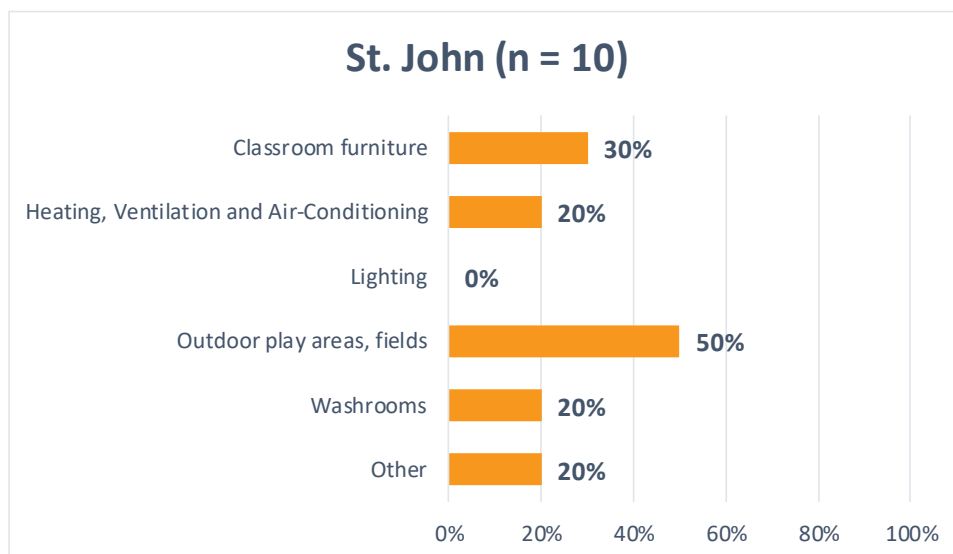 St. John (n = 10)
Classroom furniture 30%
Heating, Ventilation and Air-Conditioning 20%
Lighting 0%
Outdoor play areas, fields 50%
Washrooms 20%
Other 20%
0% 20% 40% 60% 80% 100%